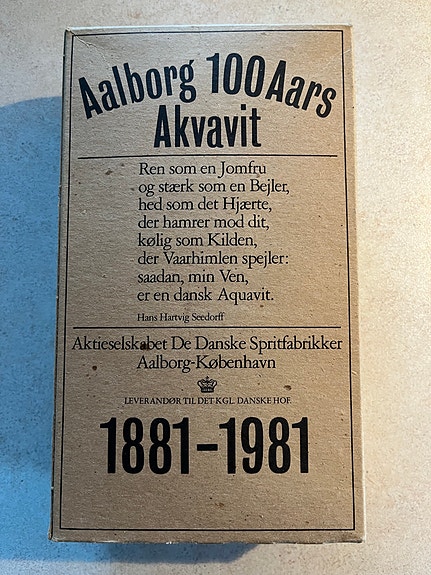 Aalborg 100 Aars
Akvavit
Ren som en Jomfru
og stærk som en Bejler,
hed som det Hjærte,
der hamrer mod dit,
kølig som Kilden,
der Vaarhimlen spejler:
saadan, min Ven,
er en dansk Aquavit.
Hans Hartvig Seedorff
Aktieselskabet De Danske Spritfabrikker
Aalborg-København
LEVERANDØR TIL DET KGL. DANSKE HOF.
1881-1981